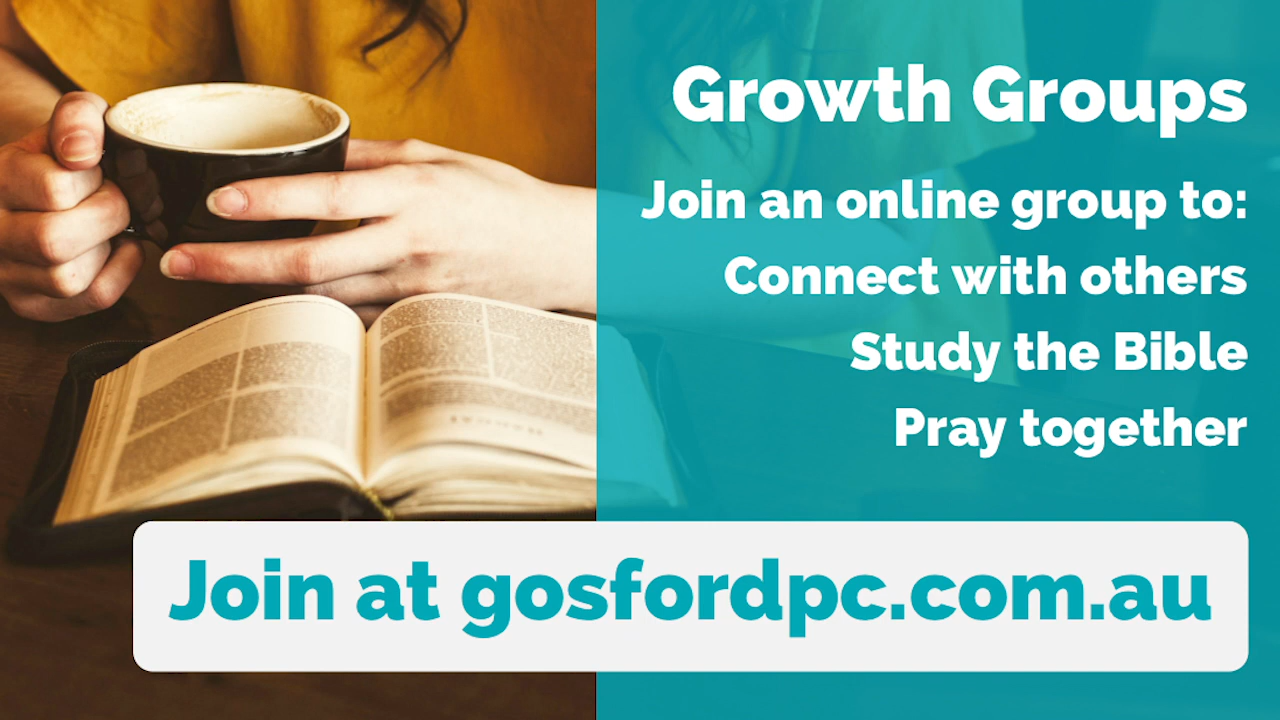 Growth Groups
Join an online group to:
Connect with others
Study the Bible
Pray together
Join at gosfordpc.com.au